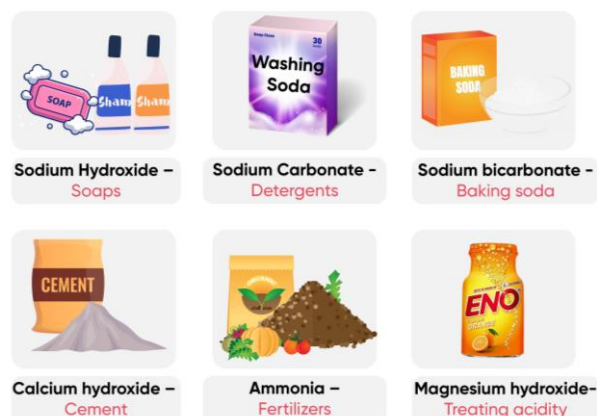 SOAP
Sham
Sham
Washing
Soda
30
BAKING
SODA
Sodium Hydroxide –
Soaps
Sodium Carbonate -
Detergents
Sodium bicarbonate -
Baking soda
CEMENT
ENO
ORANGE
Calcium hydroxide –
Cement
Ammonia –
Fertilizers
Magnesium hydroxide-
Treating acidity